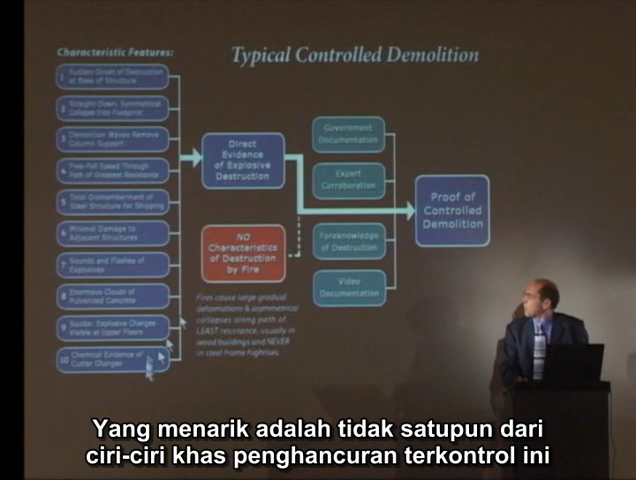 Characteristic Features:
Typical Controlled Demolition
1 Sudden Onset of Destruction
at Base of Structure
2 Straight Down, Symmetrical
Collapse Into Footprint
3 Demolition Waves Remove
Column Support
4 Free-Fall Speed Through
Path of Greatest Resistance
5 Total Dismemberment of
Steel Structure for Shipping
6 Minimal Damage to
Adjacent Structures
7 Sounds and Flashes of
Explosives
8 Enormous Clouds of
Pulverized Concrete
9 Squibs: Explosive Charges
Visible at Upper Floors
10 Chemical Evidence of
Cutter Charges
Direct
Evidence
of Explosive
Destruction
NO
Characteristics
of Destruction
by Fire
Fires cause large gradual
deformations & asymmetrical
collapses along path of
LEAST resistance, usually in
wood buildings and NEVER
in steel frame highrises.
Government
Documentation
Expert
Corroboration
Foreknowledge
of Destruction
Video
Documentation
Proof of
Controlled
Demolition
Yang menarik adalah tidak satupun dari
ciri-ciri khas penghancuran terkontrol ini